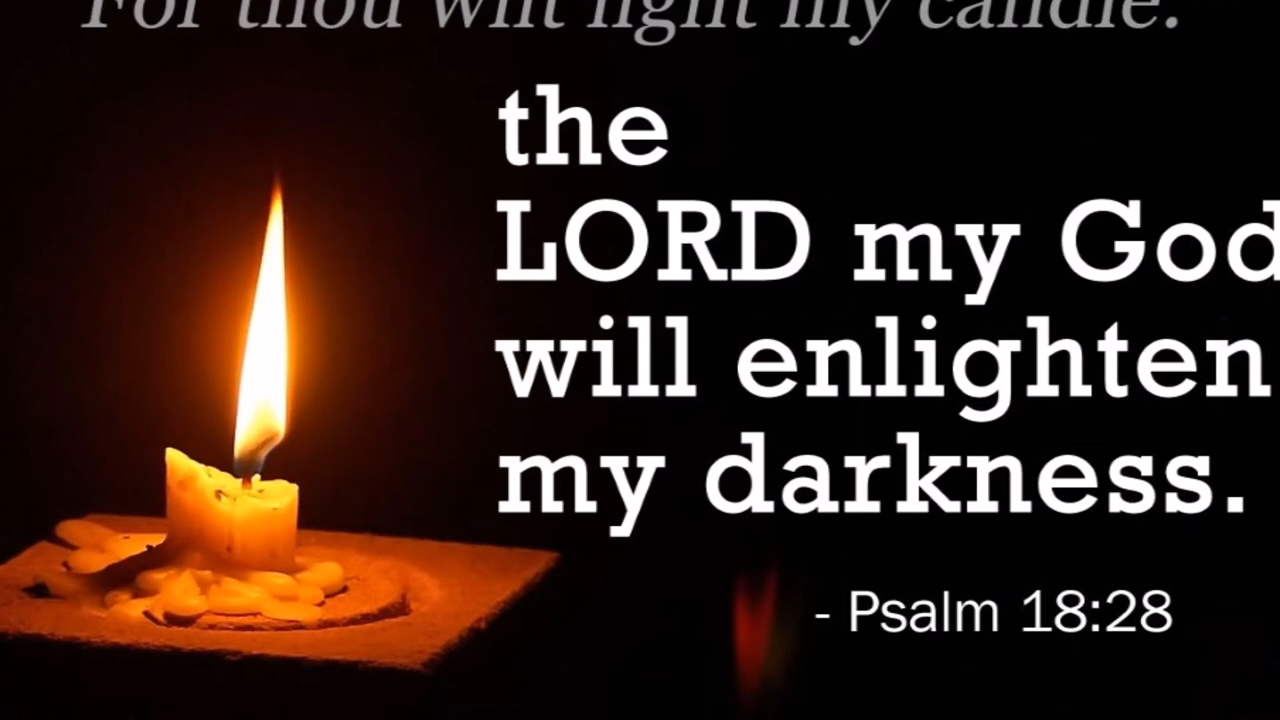 For thou wilt light my candle:
the
LORD my God
will enlighten
my darkness.
- Psalm 18:28